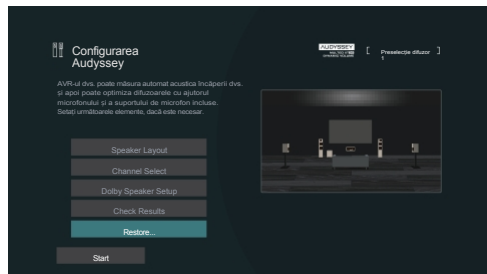 Configurarea
Audyssey
AUDYSSEY
[ Preselecție difuzor 1 ]
AVR-ul dvs. poate măsura automat acustica încăperii dvs.
și apoi poate optimiza difuzoarele cu ajutorul
microfonului și a suportului de microfon incluse.
Setați următoarele elemente, dacă este necesar.
Speaker Layout
Channel Select
Dolby Speaker Setup
Check Results
Restore...
Start